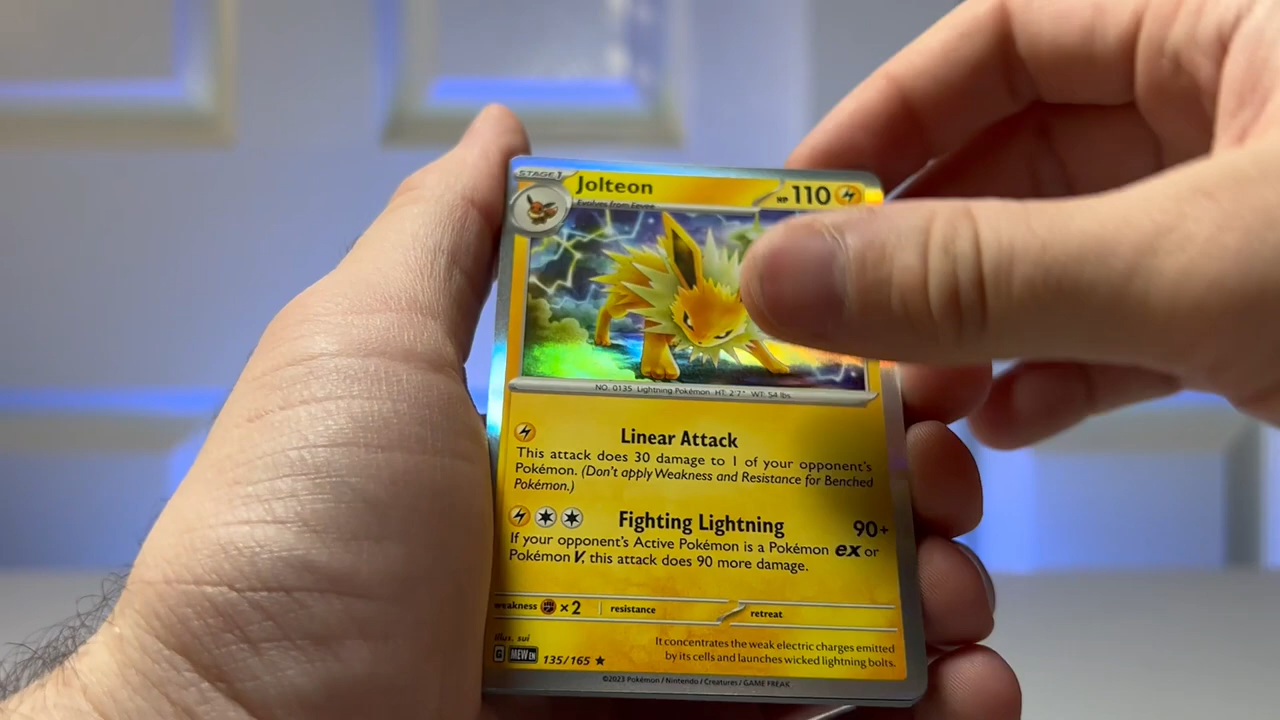 STAGE 1
Jolteon
HP 110
Evolves from Eevee
NO. 0135 Lightning Pokémon HT: 2'7" WT: 54 lbs
Linear Attack
This attack does 30 damage to 1 of your opponent's
Pokémon. (Don't apply Weakness and Resistance for Benched
Pokémon.)
Fighting Lightning 90+
If your opponent's Active Pokémon is a Pokémon ex or
Pokémon V, this attack does 90 more damage.
weakness ×2 resistance retreat
illus. sui
It concentrates the weak electric charges emitted
by its cells and launches wicked lightning bolts.
G MEW EN 135/165 ★
©2023 Pokémon / Nintendo / Creatures / GAME FREAK